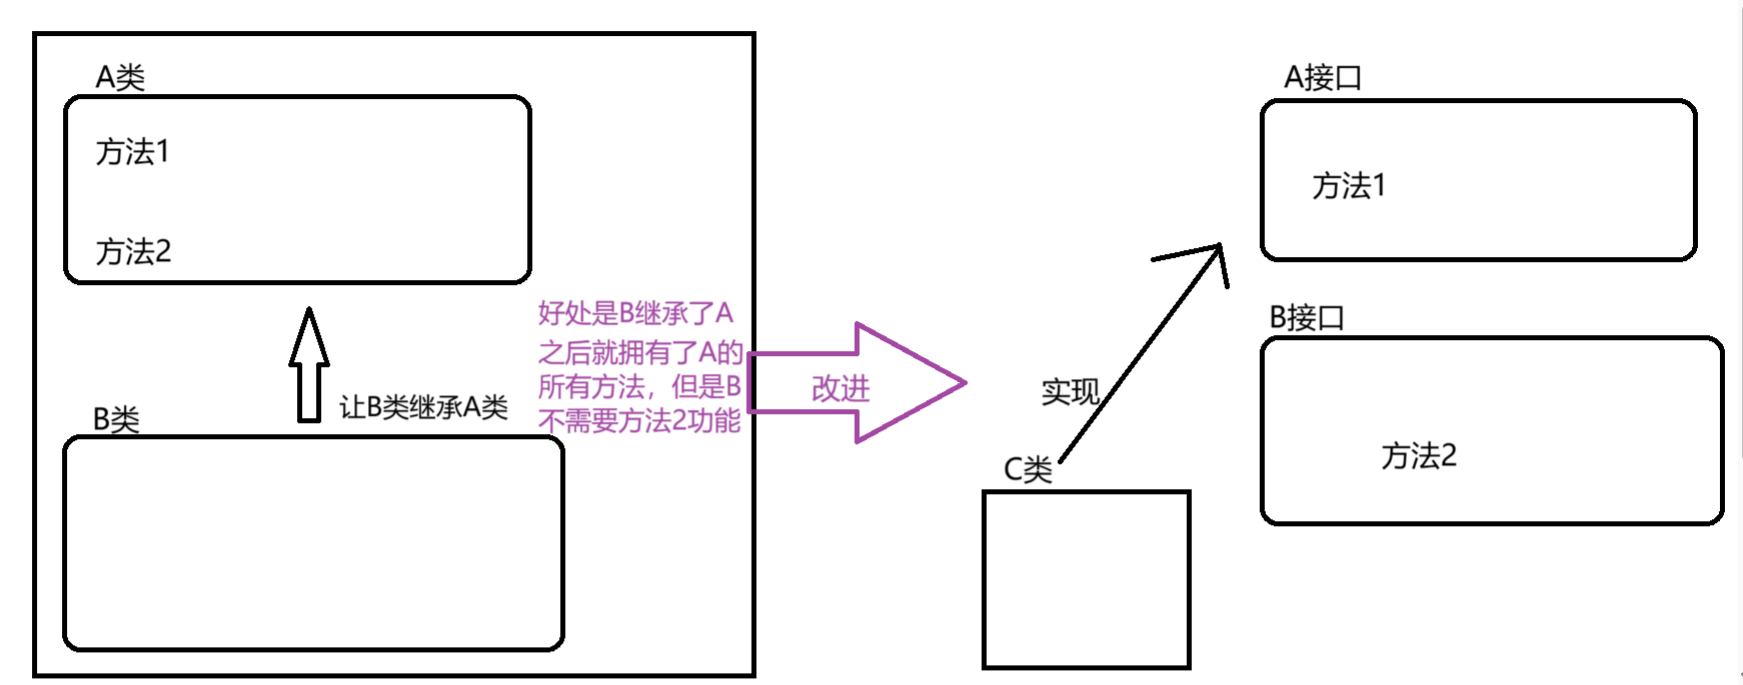 A类
方法1
方法2
让B类继承A类
B类
好处是B继承了A
之后就拥有了A的
所有方法，但是B
不需要方法2功能
改进
A接口
方法1
B接口
方法2
实现
C类